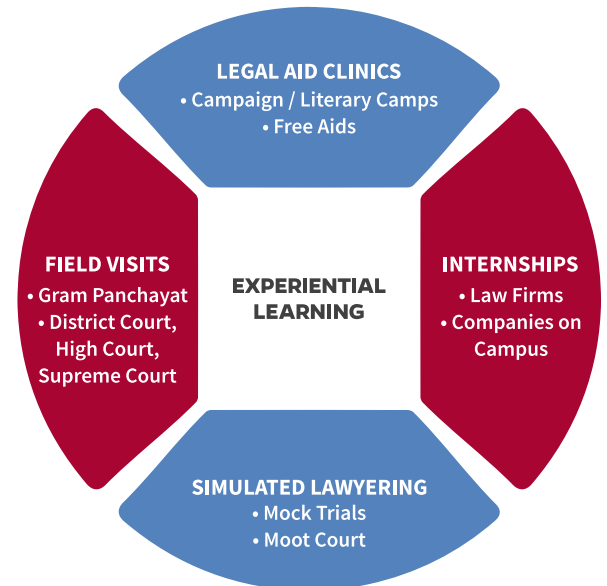 LEGAL AID CLINICS
• Campaign / Literary Camps
• Free Aids
FIELD VISITS
• Gram Panchayat
• District Court,
High Court,
Supreme Court
EXPERIENTIAL
LEARNING
INTERNSHIPS
• Law Firms
• Companies on
Campus
SIMULATED LAWYERING
• Mock Trials
• Moot Court